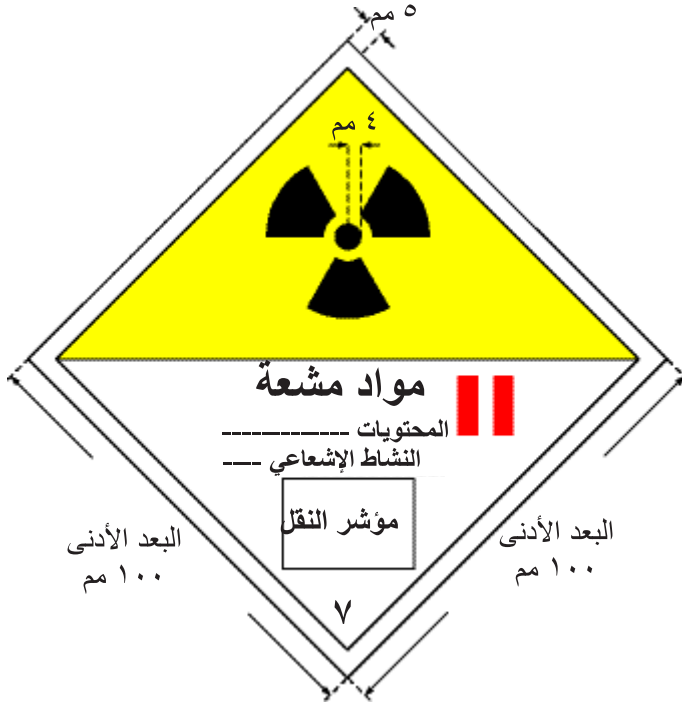 ٥ مم
٤ مم
مواد مشعة
المحتويات -------------
النشاط الإشعاعي ----
مؤشر النقل
البعد الأدنى
١٠٠ مم
البعد الأدنى
١٠٠ مم
٧